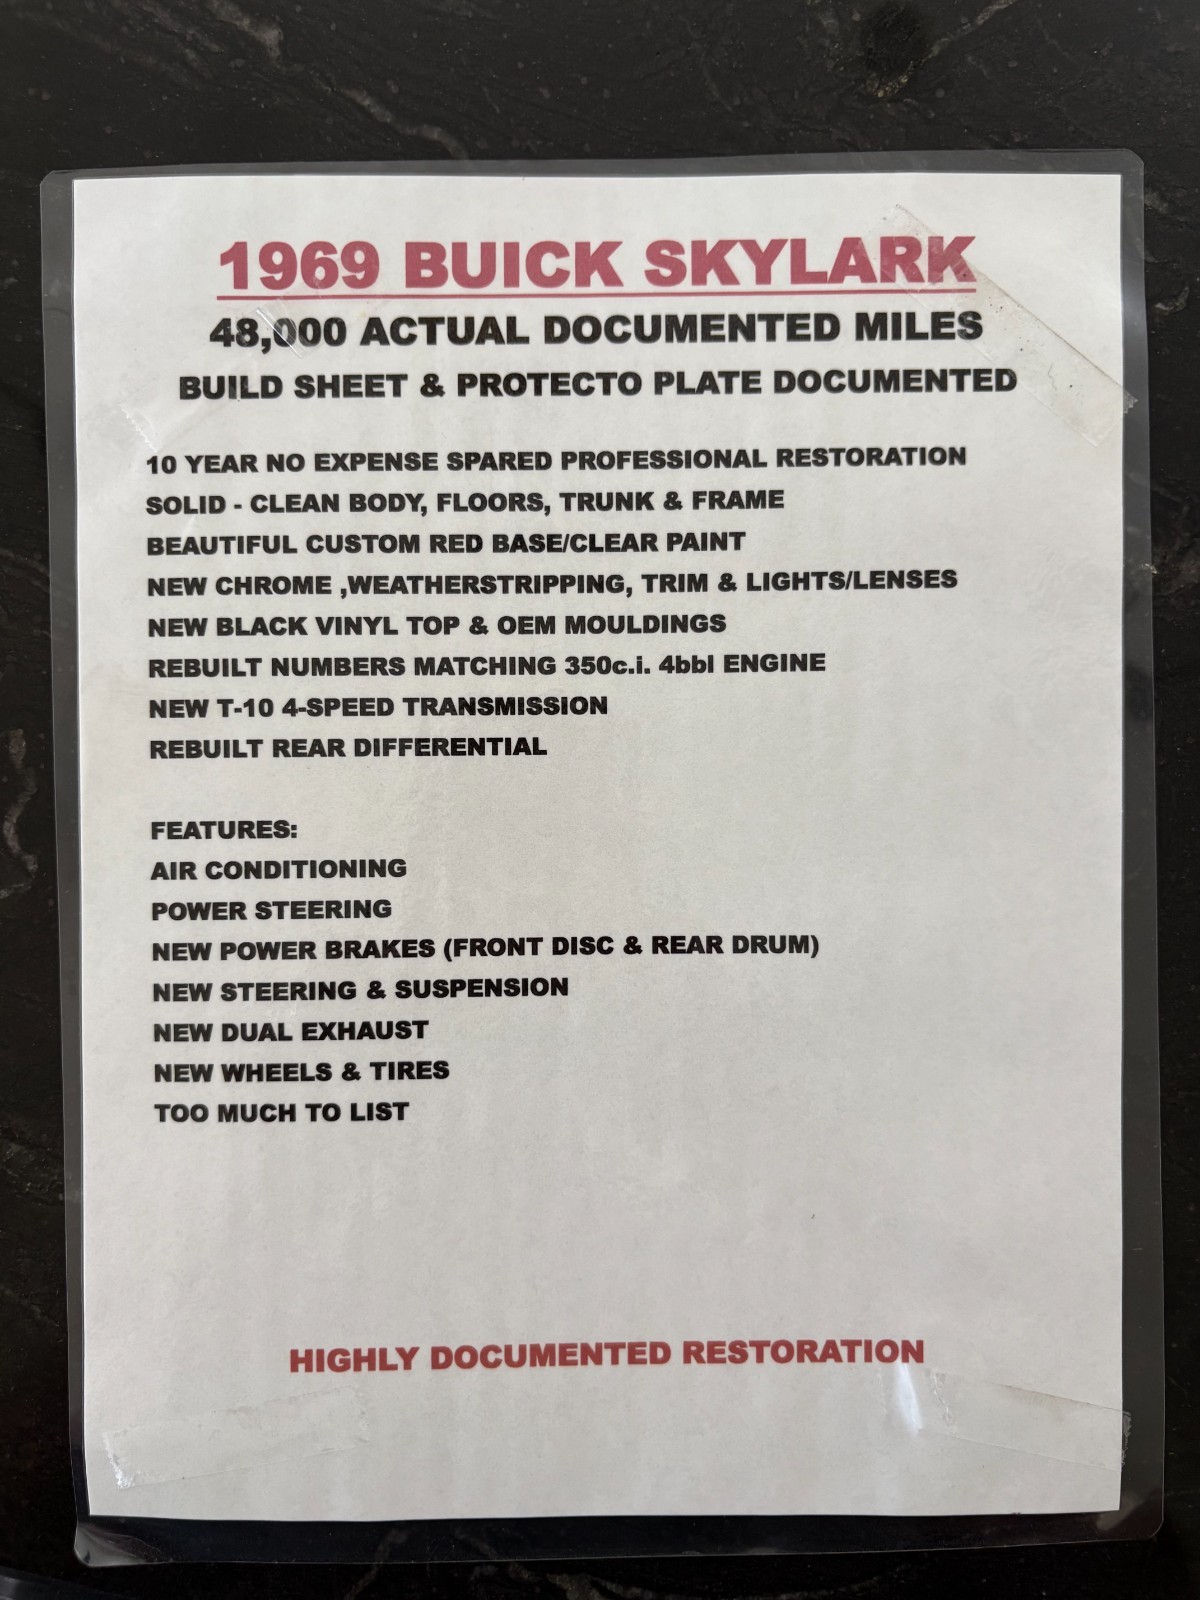 1969 BUICK SKYLARK
48,000 ACTUAL DOCUMENTED MILES
BUILD SHEET & PROTECTO PLATE DOCUMENTED
10 YEAR NO EXPENSE SPARED PROFESSIONAL RESTORATION
SOLID - CLEAN BODY, FLOORS, TRUNK & FRAME
BEAUTIFUL CUSTOM RED BASE/CLEAR PAINT
NEW CHROME ,WEATHERSTRIPPING, TRIM & LIGHTS/LENSES
NEW BLACK VINYL TOP & OEM MOULDINGS
REBUILT NUMBERS MATCHING 350c.i. 4bbl ENGINE
NEW T-10 4-SPEED TRANSMISSION
REBUILT REAR DIFFERENTIAL
FEATURES:
AIR CONDITIONING
POWER STEERING
NEW POWER BRAKES (FRONT DISC & REAR DRUM)
NEW STEERING & SUSPENSION
NEW DUAL EXHAUST
NEW WHEELS & TIRES
TOO MUCH TO LIST
HIGHLY DOCUMENTED RESTORATION